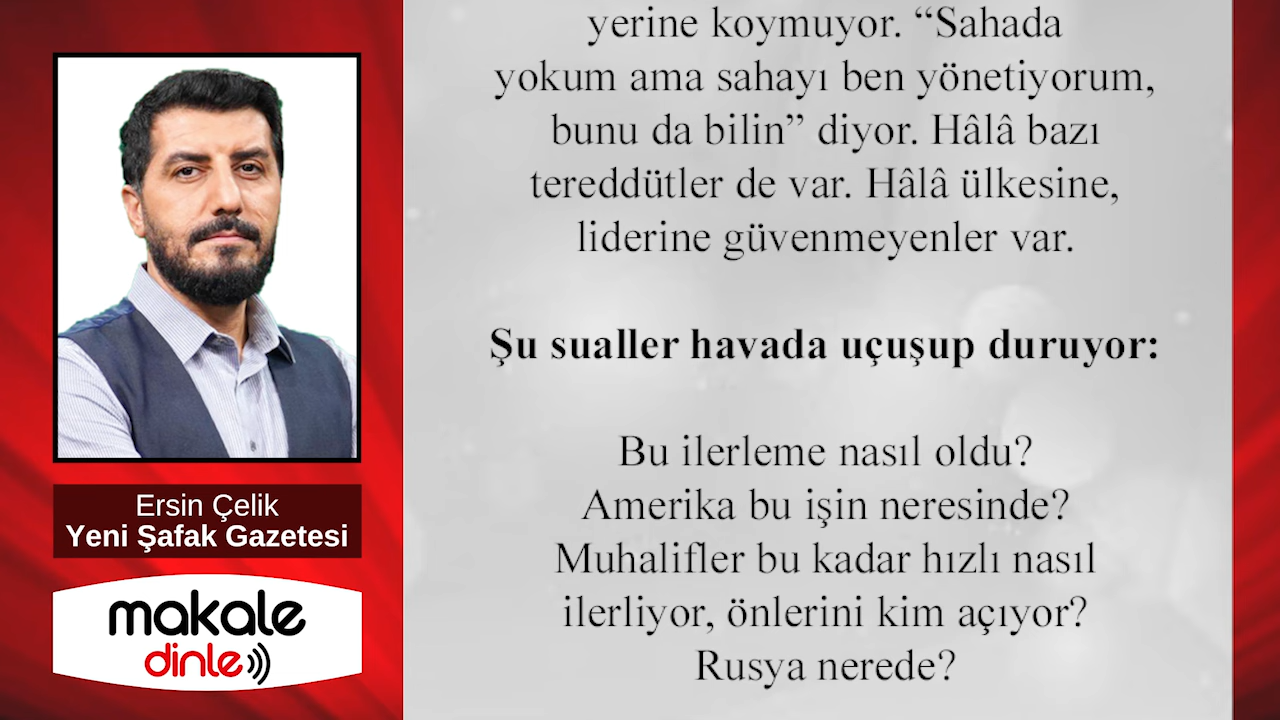 yerine koymuyor. “Sahada
yokum ama sahayı ben yönetiyorum,
bunu da bilin” diyor. Hâlâ bazı
tereddütler de var. Hâlâ ülkesine,
liderine güvenmeyenler var.
Şu sualler havada uçuşup duruyor:
Bu ilerleme nasıl oldu?
Amerika bu işin neresinde?
Muhalifler bu kadar hızlı nasıl
ilerliyor, önlerini kim açıyor?
Rusya nerede?
Ersin Çelik
Yeni Şafak Gazetesi
makale
dinle